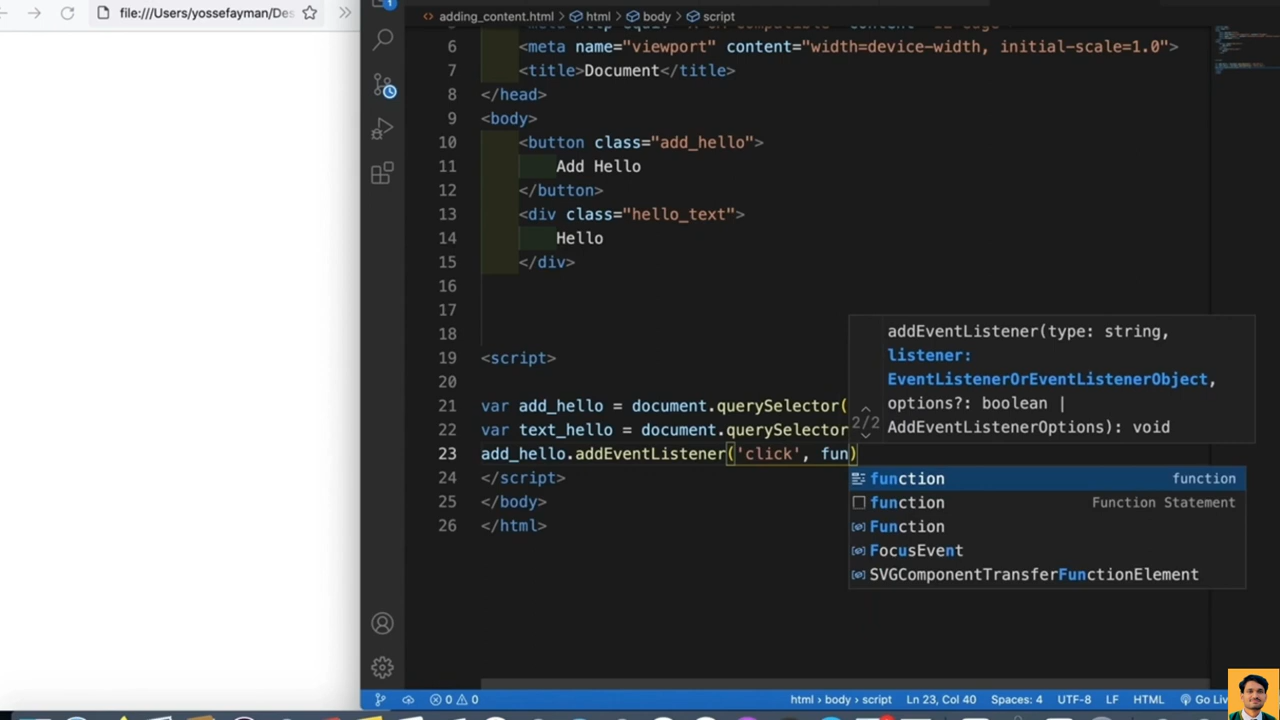 file:///Users/yossefayman/Des
1
adding_content.html > html > body > script
6 <meta name="viewport" content="width=device-width, initial-scale=1.0">
7 <title>Document</title>
8 </head>
9 <body>
10 <button class="add_hello">
11 Add Hello
12 </button>
13 <div class="hello_text">
14 Hello
15 </div>
16
17
18
19 <script>
20
21 var add_hello = document.querySelector(
22 var text_hello = document.querySelector
23 add_hello.addEventListener('click', fun)
24 </script>
25 </body>
26 </html>
addEventListener(type: string,
listener:
EventListenerOrEventListenerObject,
options?: boolean |
2/2
AddEventListenerOptions): void
function function
function Function Statement
Function
FocusEvent
SVGComponentTransferFunctionElement
0 0 html > body > script Ln 23, Col 40 Spaces: 4 UTF-8 LF HTML Go Liv